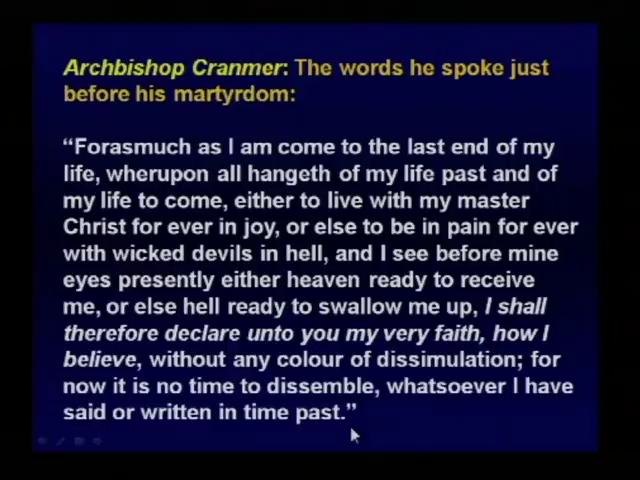 Archbishop Cranmer: The words he spoke just
before his martyrdom:
“Forasmuch as I am come to the last end of my
life, wherupon all hangeth of my life past and of
my life to come, either to live with my master
Christ for ever in joy, or else to be in pain for ever
with wicked devils in hell, and I see before mine
eyes presently either heaven ready to receive
me, or else hell ready to swallow me up, I shall
therefore declare unto you my very faith, how I
believe, without any colour of dissimulation; for
now it is no time to dissemble, whatsoever I have
said or written in time past.”